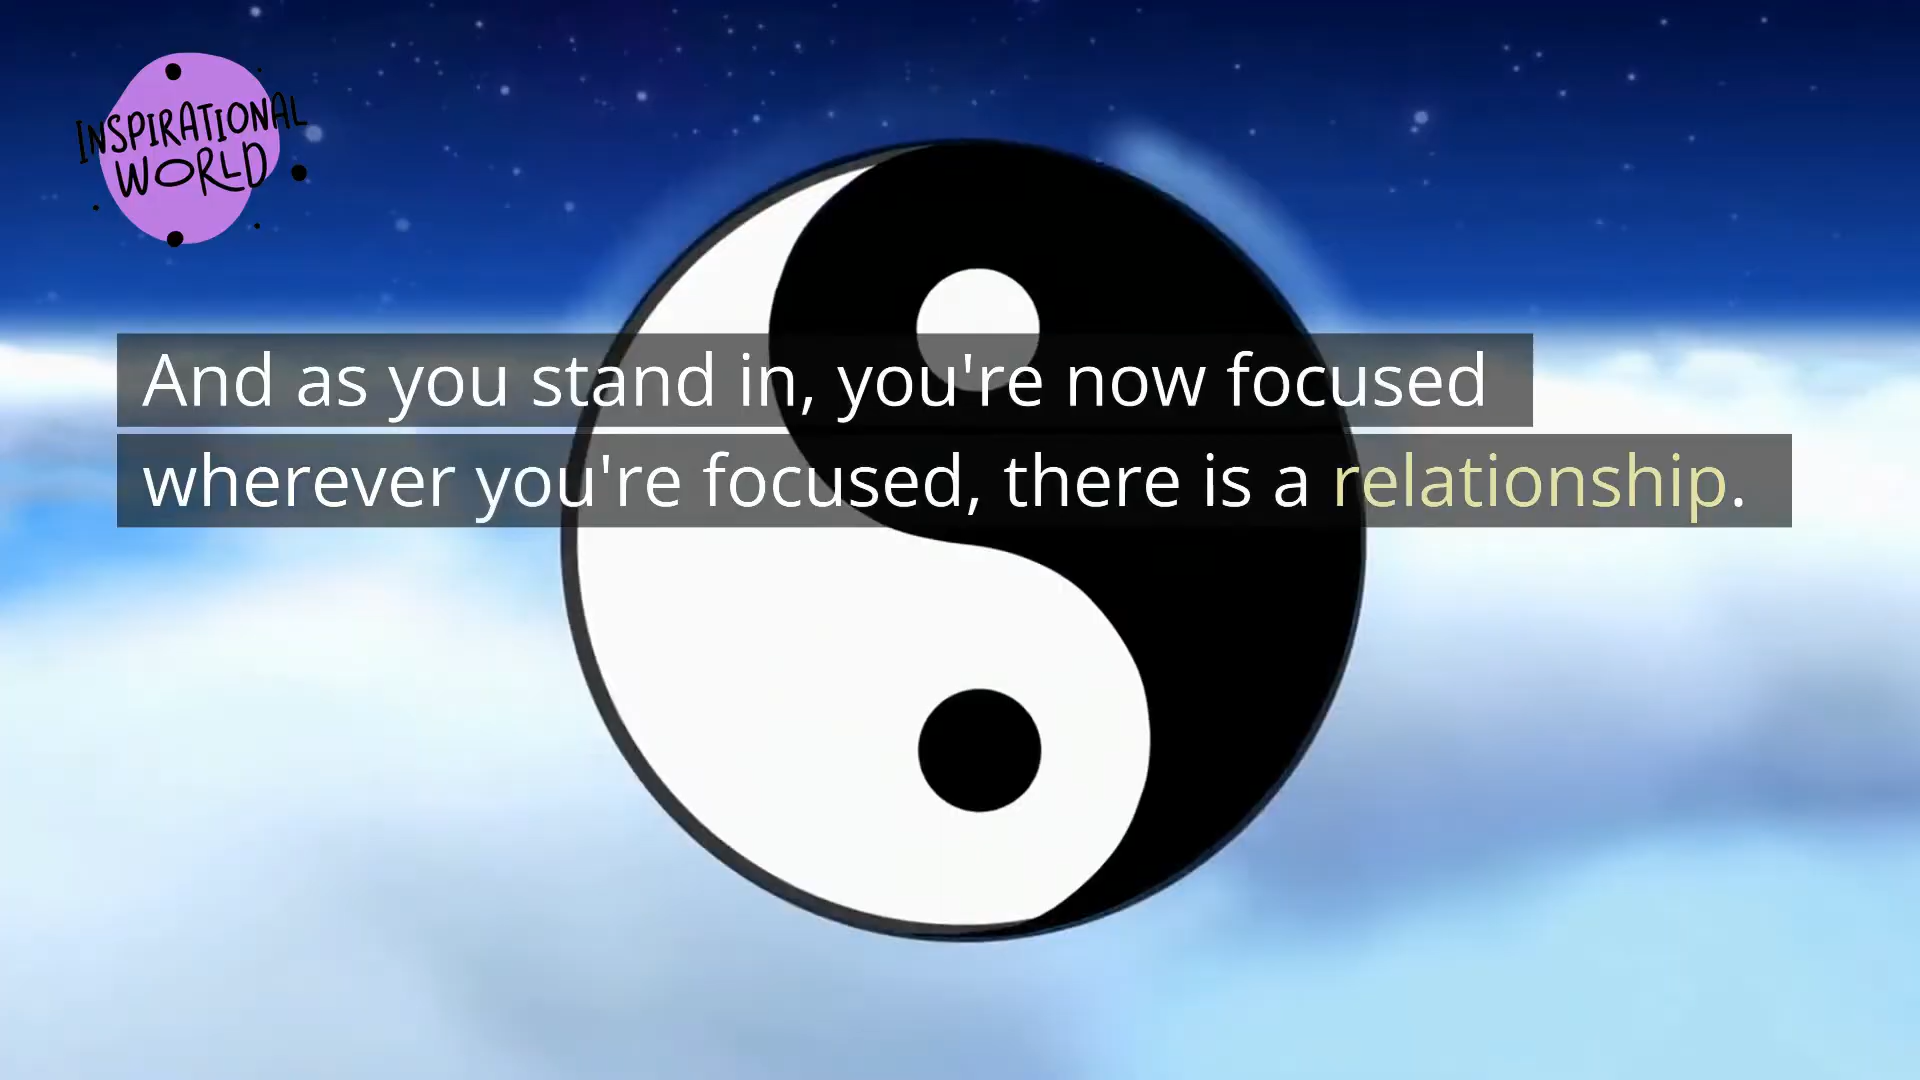 INSPIRATIONAL
WORLD
And as you stand in, you're now focused
wherever you're focused, there is a relationship.